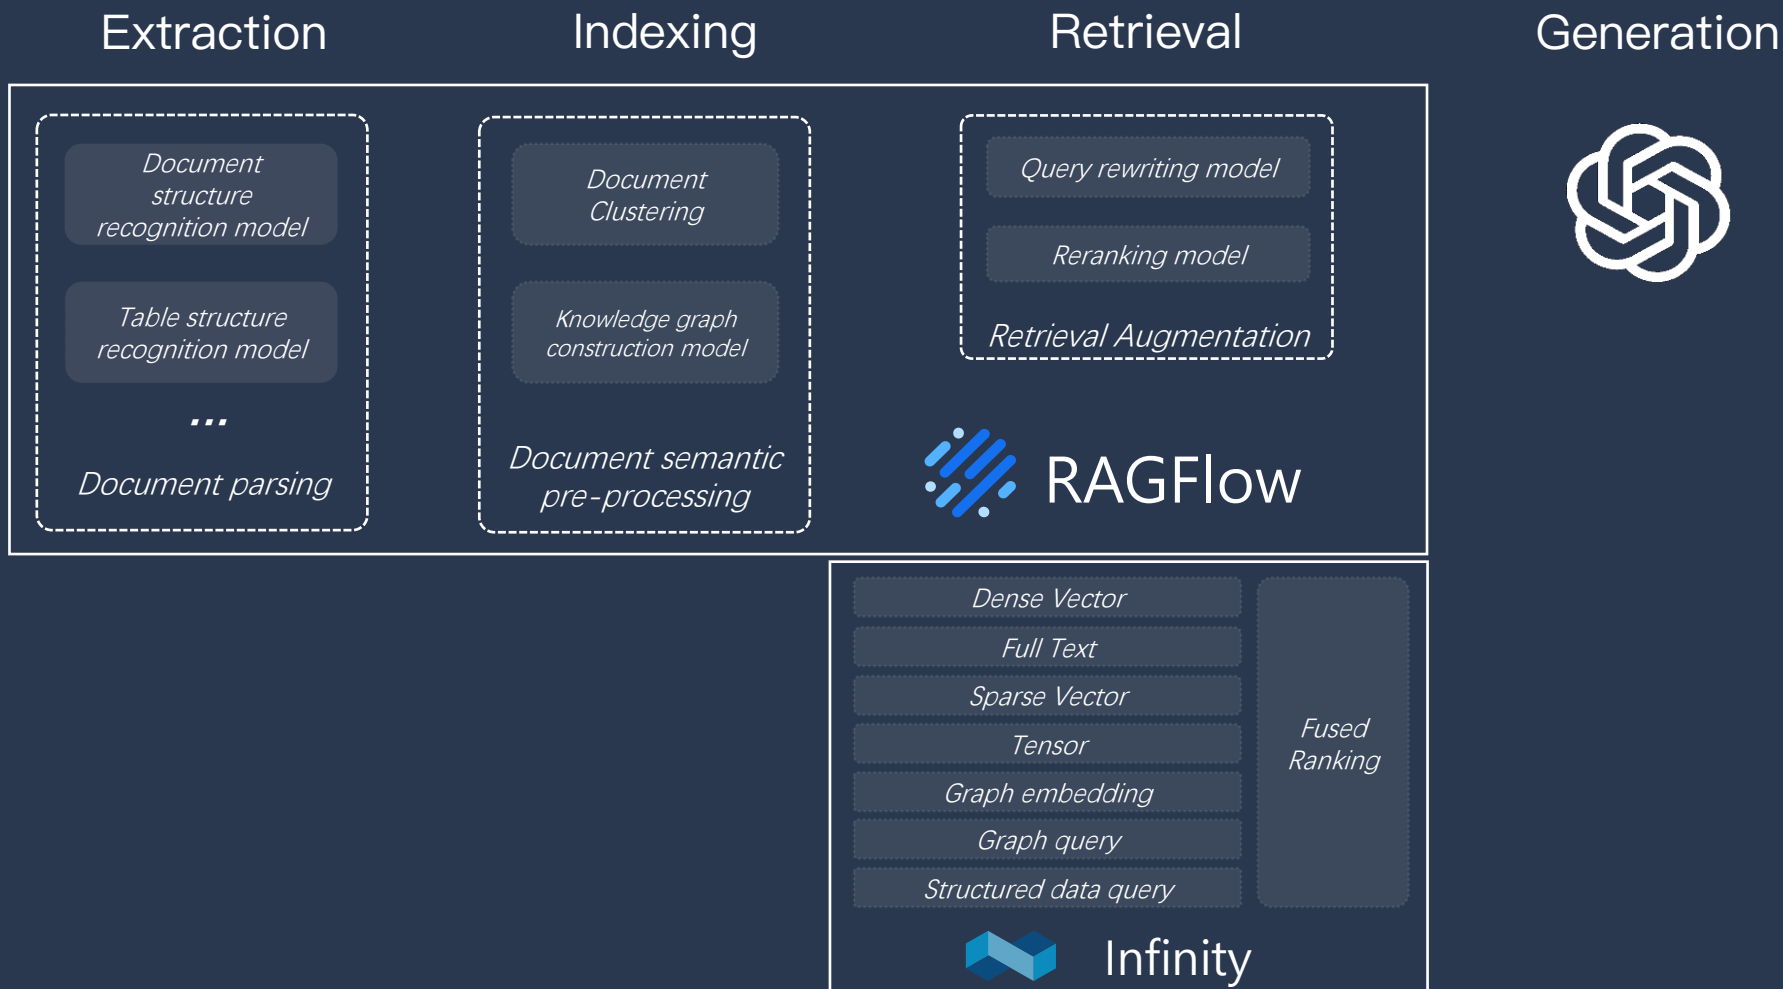 Extraction
Indexing
Retrieval
Generation
Document
structure
recognition model
Table structure
recognition model
...
Document parsing
Document
Clustering
Knowledge graph
construction model
Document semantic
pre-processing
Query rewriting model
Reranking model
Retrieval Augmentation
RAGFlow
Dense Vector
Full Text
Sparse Vector
Tensor
Graph embedding
Graph query
Structured data query
Fused
Ranking
Infinity